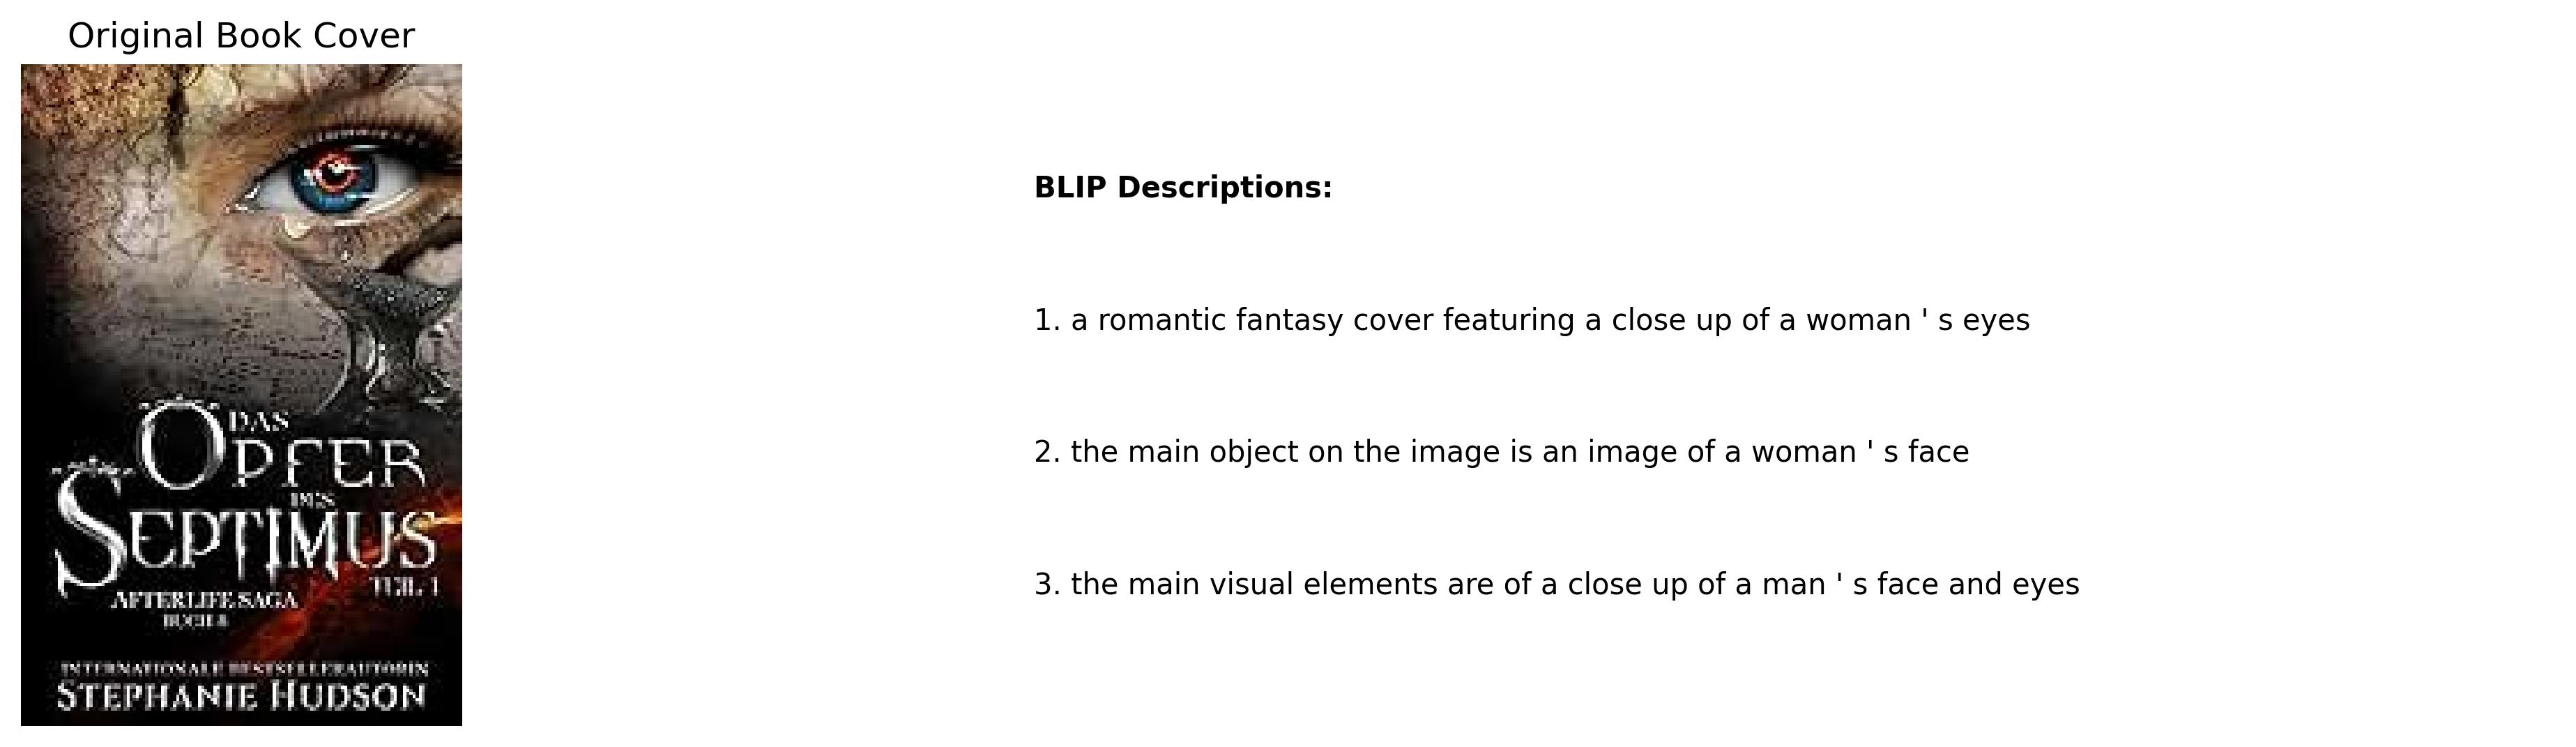 Original Book Cover
DAS
OPFER
DES
SEPTIMUS
TEIL 1
AFTERLIFE SAGA
BUCH 8
INTERNATIONALE BESTSELLERAUTORIN
STEPHANIE HUDSON
BLIP Descriptions:
1. a romantic fantasy cover featuring a close up of a woman ' s eyes
2. the main object on the image is an image of a woman ' s face
3. the main visual elements are of a close up of a man ' s face and eyes